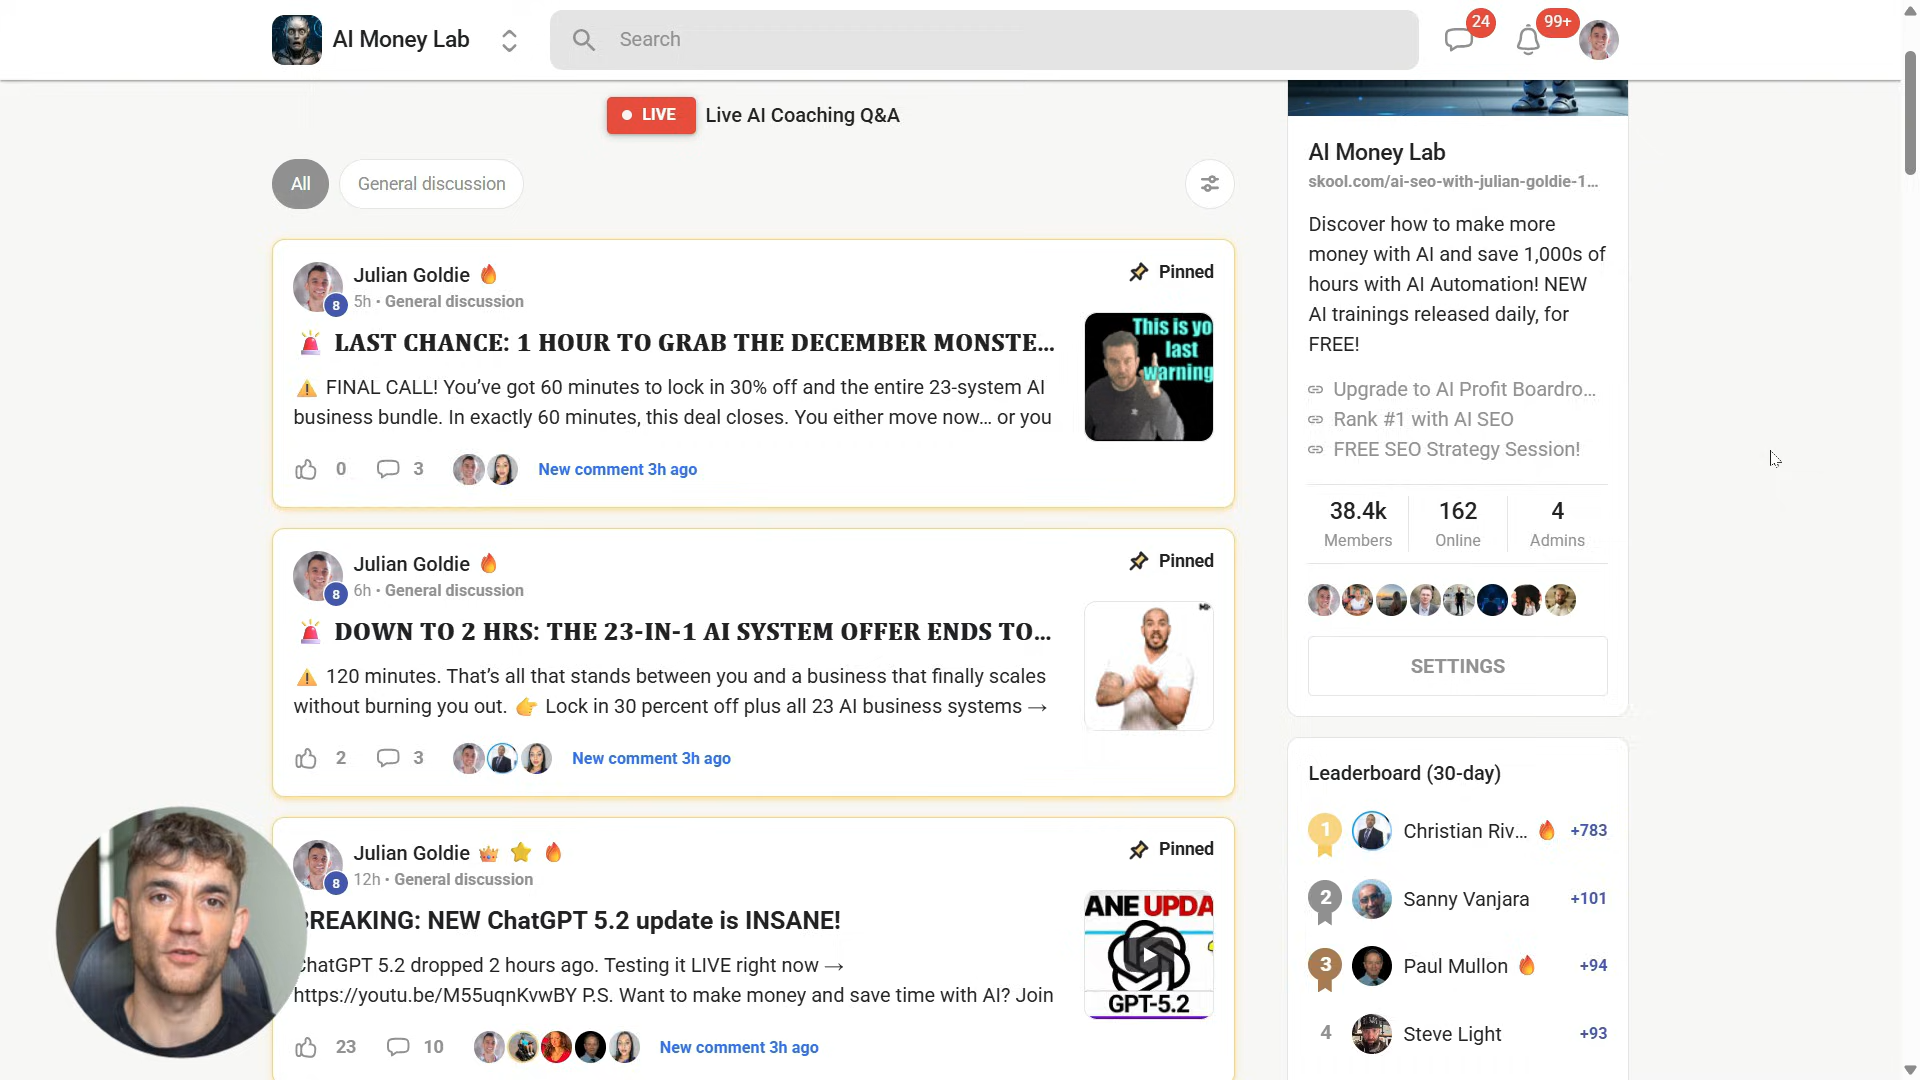 AI Money Lab
Search
24
99+
LIVE
Live AI Coaching Q&A
All
General discussion
Julian Goldie
8
5h • General discussion
Pinned
LAST CHANCE: 1 HOUR TO GRAB THE DECEMBER MONSTE...
FINAL CALL! You’ve got 60 minutes to lock in 30% off and the entire 23-system AI
business bundle. In exactly 60 minutes, this deal closes. You either move now… or you
This is yo
last
warning
0
3
New comment 3h ago
Julian Goldie
8
6h • General discussion
Pinned
DOWN TO 2 HRS: THE 23-IN-1 AI SYSTEM OFFER ENDS TO...
120 minutes. That’s all that stands between you and a business that finally scales
without burning you out. 👉 Lock in 30 percent off plus all 23 AI business systems →
2
3
New comment 3h ago
Julian Goldie
8
12h • General discussion
Pinned
BREAKING: NEW ChatGPT 5.2 update is INSANE!
ChatGPT 5.2 dropped 2 hours ago. Testing it LIVE right now →
https://youtu.be/M55uqnKvwBY P.S. Want to make money and save time with AI? Join
ANE UPDA
GPT-5.2
23
10
New comment 3h ago
AI Money Lab
skool.com/ai-seo-with-julian-goldie-1...
Discover how to make more
money with AI and save 1,000s of
hours with AI Automation! NEW
AI trainings released daily, for
FREE!
Upgrade to AI Profit Boardro...
Rank #1 with AI SEO
FREE SEO Strategy Session!
38.4k
Members
162
Online
4
Admins
SETTINGS
Leaderboard (30-day)
1
Christian Riv...
+783
2
Sanny Vanjara
+101
3
Paul Mullon
+94
4
Steve Light
+93